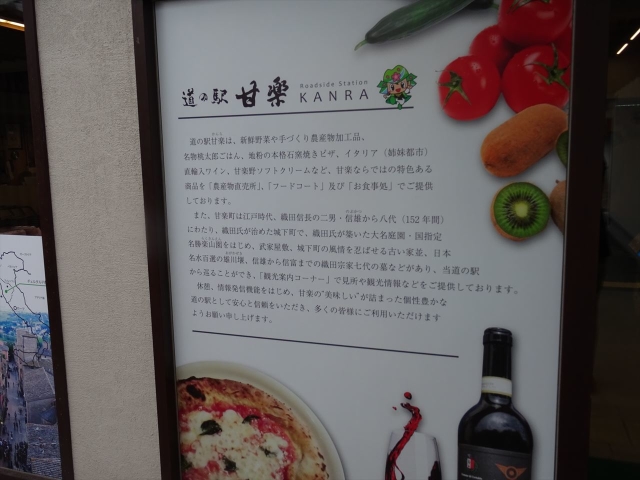 道の駅 甘楽 Roadside Station KANRA
道の駅甘楽は、新鮮野菜や手づくり農産物加工品、
名物桃太郎ごはん、地粉の本格石窯焼きピザ、イタリア（姉妹都市）
直輸入ワイン、甘楽野ソフトクリームなど、甘楽ならではの特色ある
商品を「農産物直売所」、「フードコート」及び「お食事処」でご提供
しております。
また、甘楽町は江戸時代、織田信長の二男・信雄から八代（152年間）
にわたり、織田氏が治めた城下町で、織田氏が築いた大名庭園・国指定
名勝楽山園をはじめ、武家屋敷、城下町の風情を忍ばせる古い家並、日本
名水百選の雄川堰、信雄から信富までの織田宗家七代の墓などがあり、当道の駅
から巡ることができ、「観光案内コーナー」で見所や観光情報などをご提供しております。
休憩、情報発信機能をはじめ、甘楽の"美味しい"が詰まった個性豊かな
道の駅として安心と信頼をいただき、多くの皆様にご利用いただけます
ようお願い申し上げます。